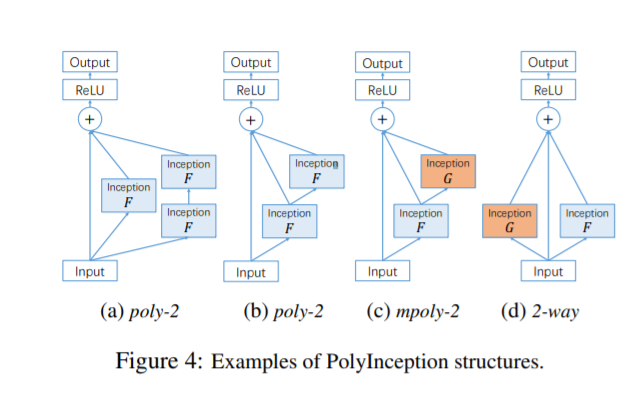 Output Output Output Output
ReLU ReLU ReLU ReLU
+ + + +
Inception F Inception F Inception G
Inception F
Inception F Inception F Inception F Inception G Inception F
Input Input Input Input
(a) poly-2 (b) poly-2 (c) mpoly-2 (d) 2-way
Figure 4: Examples of PolyInception structures.